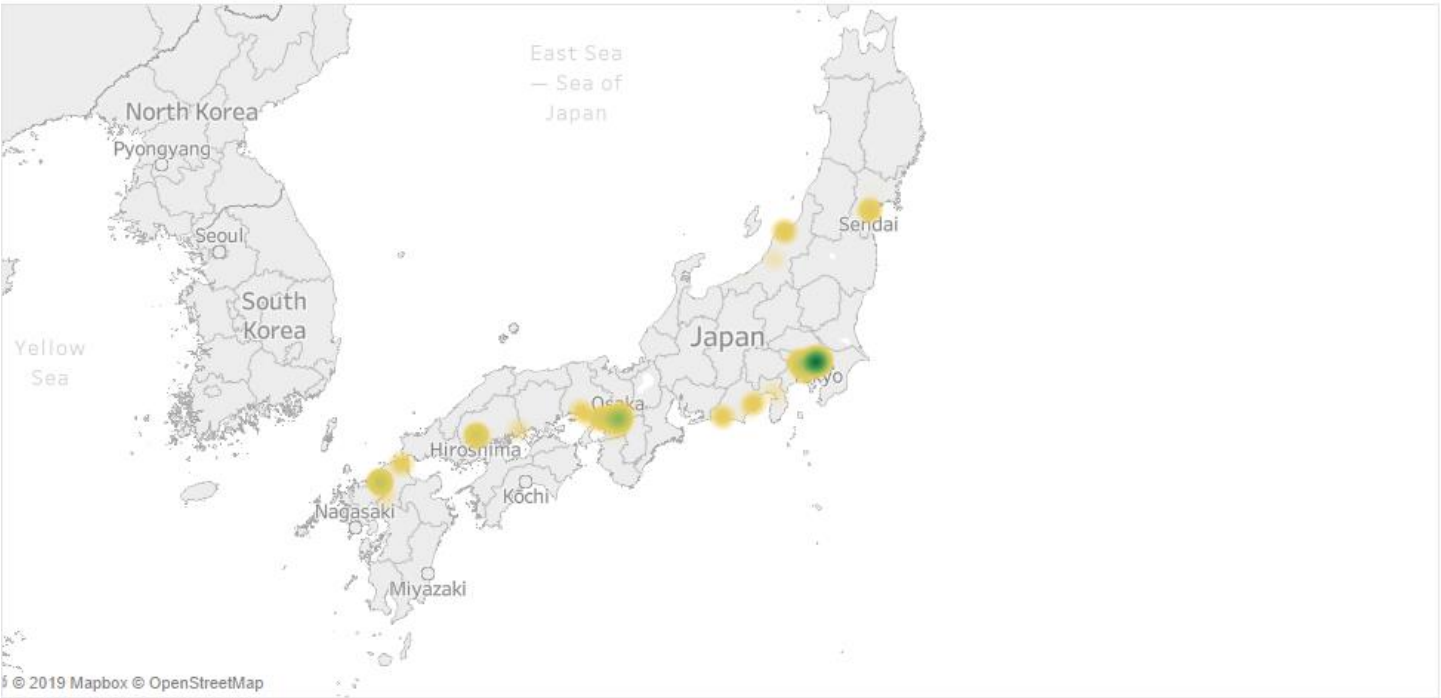 East Sea
— Sea of
Japan
North Korea
Pyongyang
Sendai
Seoul
South
Korea
Japan
Yellow
Sea
Osaka
Hiroshima
Kōchi
Nagasaki
Miyazaki
© 2019 Mapbox © OpenStreetMap